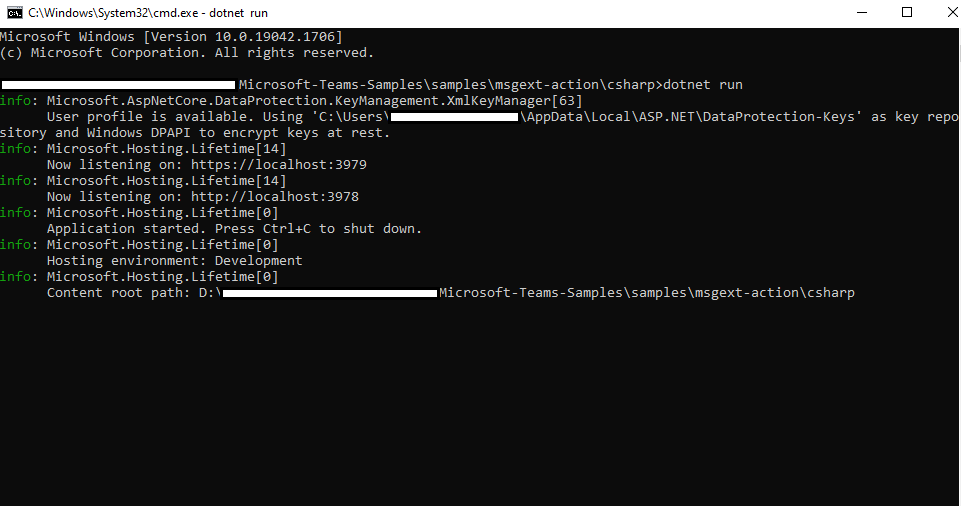 C:\Windows\System32\cmd.exe - dotnet run
Microsoft Windows [Version 10.0.19042.1706]
(c) Microsoft Corporation. All rights reserved.
Microsoft-Teams-Samples\samples\msgext-action\csharp>dotnet run
info: Microsoft.AspNetCore.DataProtection.KeyManagement.XmlKeyManager[63]
User profile is available. Using 'C:\Users\ \AppData\Local\ASP.NET\DataProtection-Keys' as key repo
sitory and Windows DPAPI to encrypt keys at rest.
info: Microsoft.Hosting.Lifetime[14]
Now listening on: https://localhost:3979
info: Microsoft.Hosting.Lifetime[14]
Now listening on: http://localhost:3978
info: Microsoft.Hosting.Lifetime[0]
Application started. Press Ctrl+C to shut down.
info: Microsoft.Hosting.Lifetime[0]
Hosting environment: Development
info: Microsoft.Hosting.Lifetime[0]
Content root path: D:\ Microsoft-Teams-Samples\samples\msgext-action\csharp